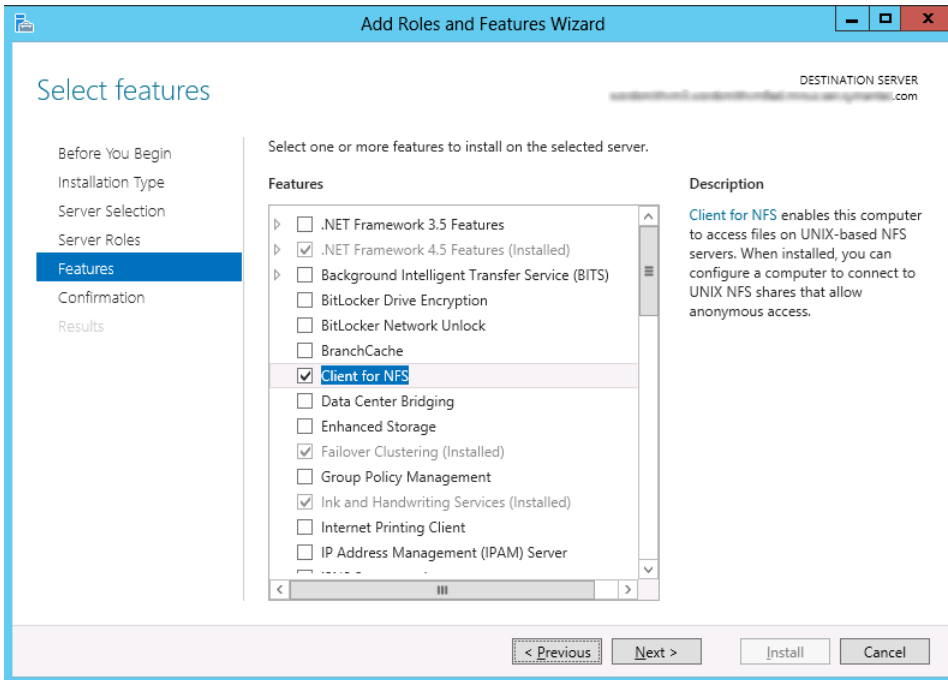 Add Roles and Features Wizard
Select features
DESTINATION SERVER
.com
Before You Begin
Installation Type
Server Selection
Server Roles
Features
Confirmation
Results
Select one or more features to install on the selected server.
Features
.NET Framework 3.5 Features
.NET Framework 4.5 Features (Installed)
Background Intelligent Transfer Service (BITS)
BitLocker Drive Encryption
BitLocker Network Unlock
BranchCache
Client for NFS
Data Center Bridging
Enhanced Storage
Failover Clustering (Installed)
Group Policy Management
Ink and Handwriting Services (Installed)
Internet Printing Client
IP Address Management (IPAM) Server
Description
Client for NFS enables this computer
to access files on UNIX-based NFS
servers. When installed, you can
configure a computer to connect to
UNIX NFS shares that allow
anonymous access.
< Previous
Next >
Install
Cancel